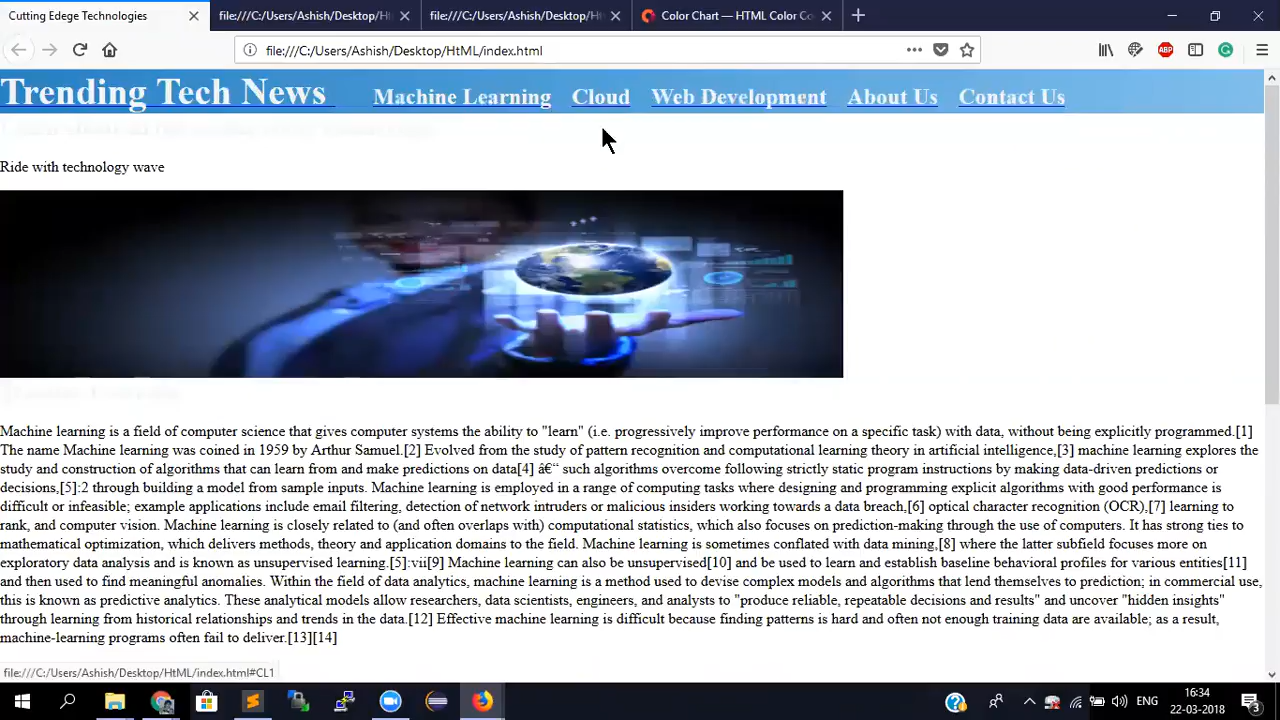 Cutting Edege Technologies
file:///C:/Users/Ashish/Desktop/Ht
file:///C:/Users/Ashish/Desktop/Ht
Color Chart — HTML Color Co
file:///C:/Users/Ashish/Desktop/HtML/index.html
ABP
Trending Tech News Machine Learning Cloud Web Development About Us Contact Us
Ride with technology wave
Machine learning is a field of computer science that gives computer systems the ability to "learn" (i.e. progressively improve performance on a specific task) with data, without being explicitly programmed.[1]
The name Machine learning was coined in 1959 by Arthur Samuel.[2] Evolved from the study of pattern recognition and computational learning theory in artificial intelligence,[3] machine learning explores the
study and construction of algorithms that can learn from and make predictions on data[4] â€“ such algorithms overcome following strictly static program instructions by making data-driven predictions or
decisions,[5]:2 through building a model from sample inputs. Machine learning is employed in a range of computing tasks where designing and programming explicit algorithms with good performance is
difficult or infeasible; example applications include email filtering, detection of network intruders or malicious insiders working towards a data breach,[6] optical character recognition (OCR),[7] learning to
rank, and computer vision. Machine learning is closely related to (and often overlaps with) computational statistics, which also focuses on prediction-making through the use of computers. It has strong ties to
mathematical optimization, which delivers methods, theory and application domains to the field. Machine learning is sometimes conflated with data mining,[8] where the latter subfield focuses more on
exploratory data analysis and is known as unsupervised learning.[5]:vii[9] Machine learning can also be unsupervised[10] and be used to learn and establish baseline behavioral profiles for various entities[11]
and then used to find meaningful anomalies. Within the field of data analytics, machine learning is a method used to devise complex models and algorithms that lend themselves to prediction; in commercial use,
this is known as predictive analytics. These analytical models allow researchers, data scientists, engineers, and analysts to "produce reliable, repeatable decisions and results" and uncover "hidden insights"
through learning from historical relationships and trends in the data.[12] Effective machine learning is difficult because finding patterns is hard and often not enough training data are available; as a result,
machine-learning programs often fail to deliver.[13][14]
file:///C:/Users/Ashish/Desktop/HtML/index.html#CL1
ENG
16:34
22-03-2018
3